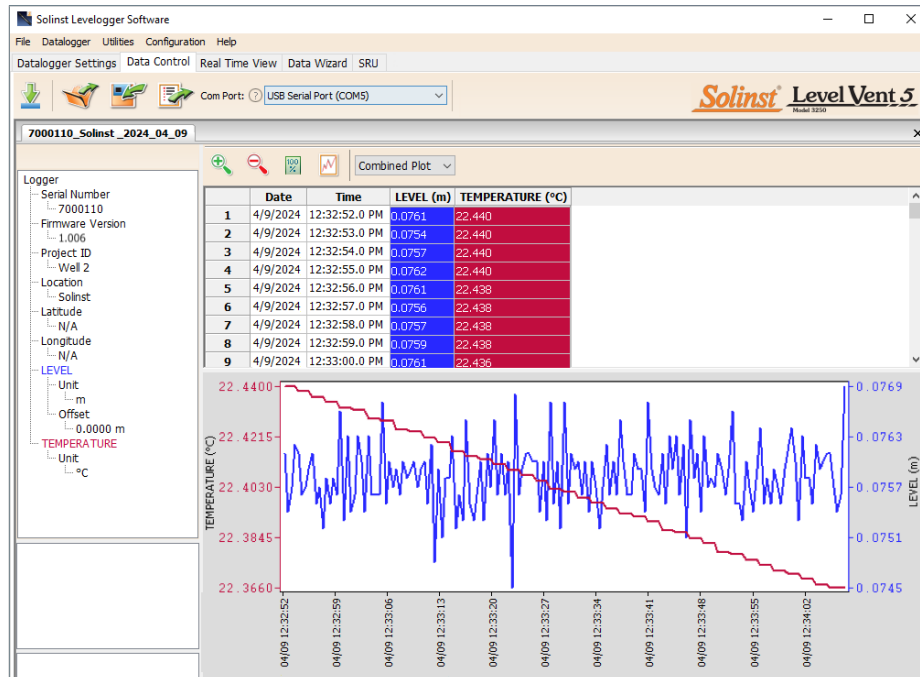 Solinst Levelogger Software
File Datalogger Utilities Configuration Help
Datalogger Settings Data Control Real Time View Data Wizard SRU
Com Port: ? USB Serial Port (COM5)
Solinst® LevelVent 5
Model 3250
7000110_Solinst _2024_04_09
100 %
Combined Plot
Logger
Serial Number
7000110
Firmware Version
1.006
Project ID
Well 2
Location
Solinst
Latitude
N/A
Longitude
N/A
LEVEL
Unit
m
Offset
0.0000 m
TEMPERATURE
Unit
°C
Date Time LEVEL (m) TEMPERATURE (°C)
1 4/9/2024 12:32:52.0 PM 0.0761 22.440
2 4/9/2024 12:32:53.0 PM 0.0754 22.440
3 4/9/2024 12:32:54.0 PM 0.0757 22.440
4 4/9/2024 12:32:55.0 PM 0.0762 22.440
5 4/9/2024 12:32:56.0 PM 0.0761 22.438
6 4/9/2024 12:32:57.0 PM 0.0756 22.438
7 4/9/2024 12:32:58.0 PM 0.0757 22.438
8 4/9/2024 12:32:59.0 PM 0.0759 22.438
9 4/9/2024 12:33:00.0 PM 0.0761 22.436
TEMPERATURE (°C)
22.4400
22.4215
22.4030
22.3845
22.3660
0.0769
0.0763
0.0757
0.0751
0.0745
LEVEL (m)
04/09 12:32:52
04/09 12:32:59
04/09 12:33:06
04/09 12:33:13
04/09 12:33:20
04/09 12:33:27
04/09 12:33:34
04/09 12:33:41
04/09 12:33:48
04/09 12:33:55
04/09 12:34:02